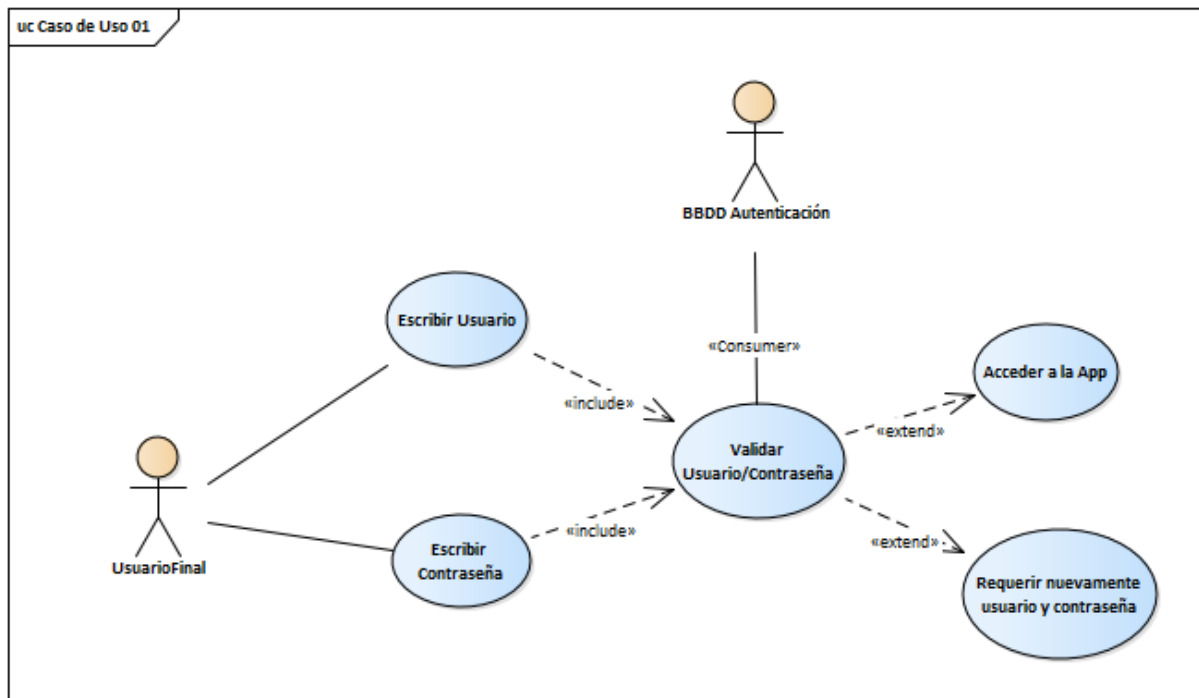 uc Caso de Uso 01
BBDD Autenticación
Escribir Usuario
«Consumer»
Acceder a la App
«include»
«extend»
Validar
Usuario/Contraseña
UsuarioFinal
Escribir
Contraseña
«include»
«extend»
Requerir nuevamente
usuario y contraseña